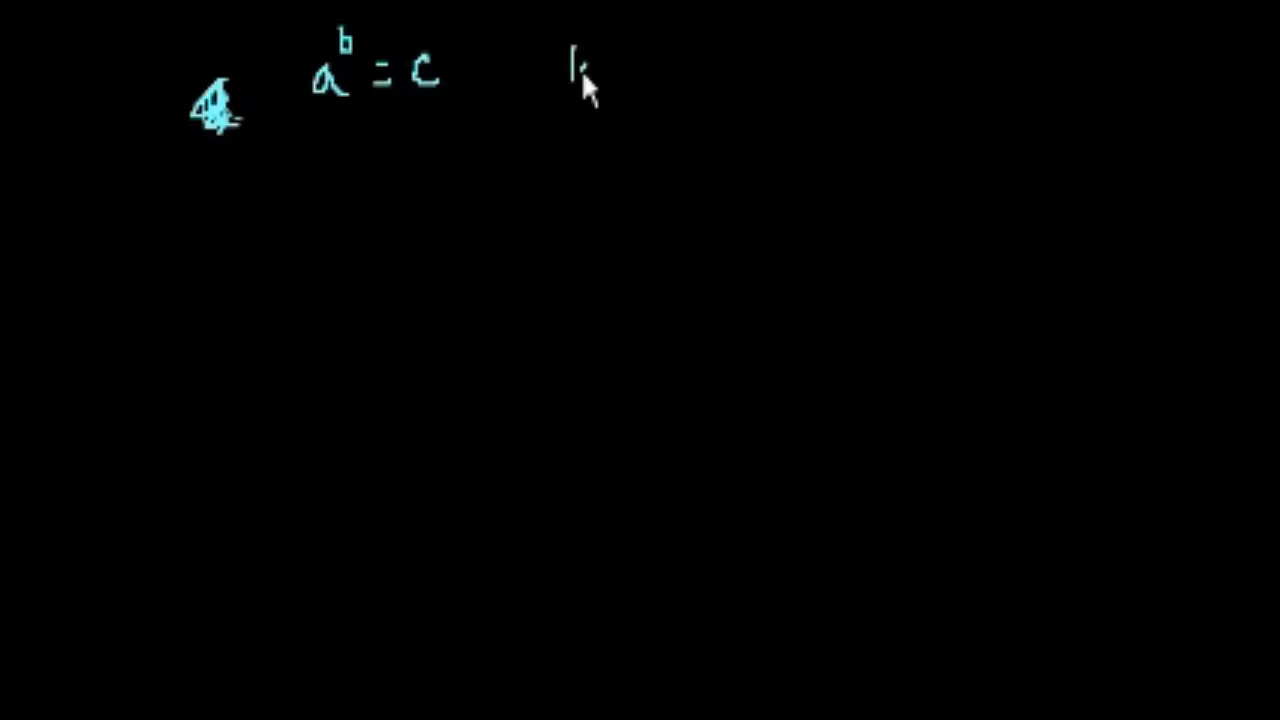 a^b = c